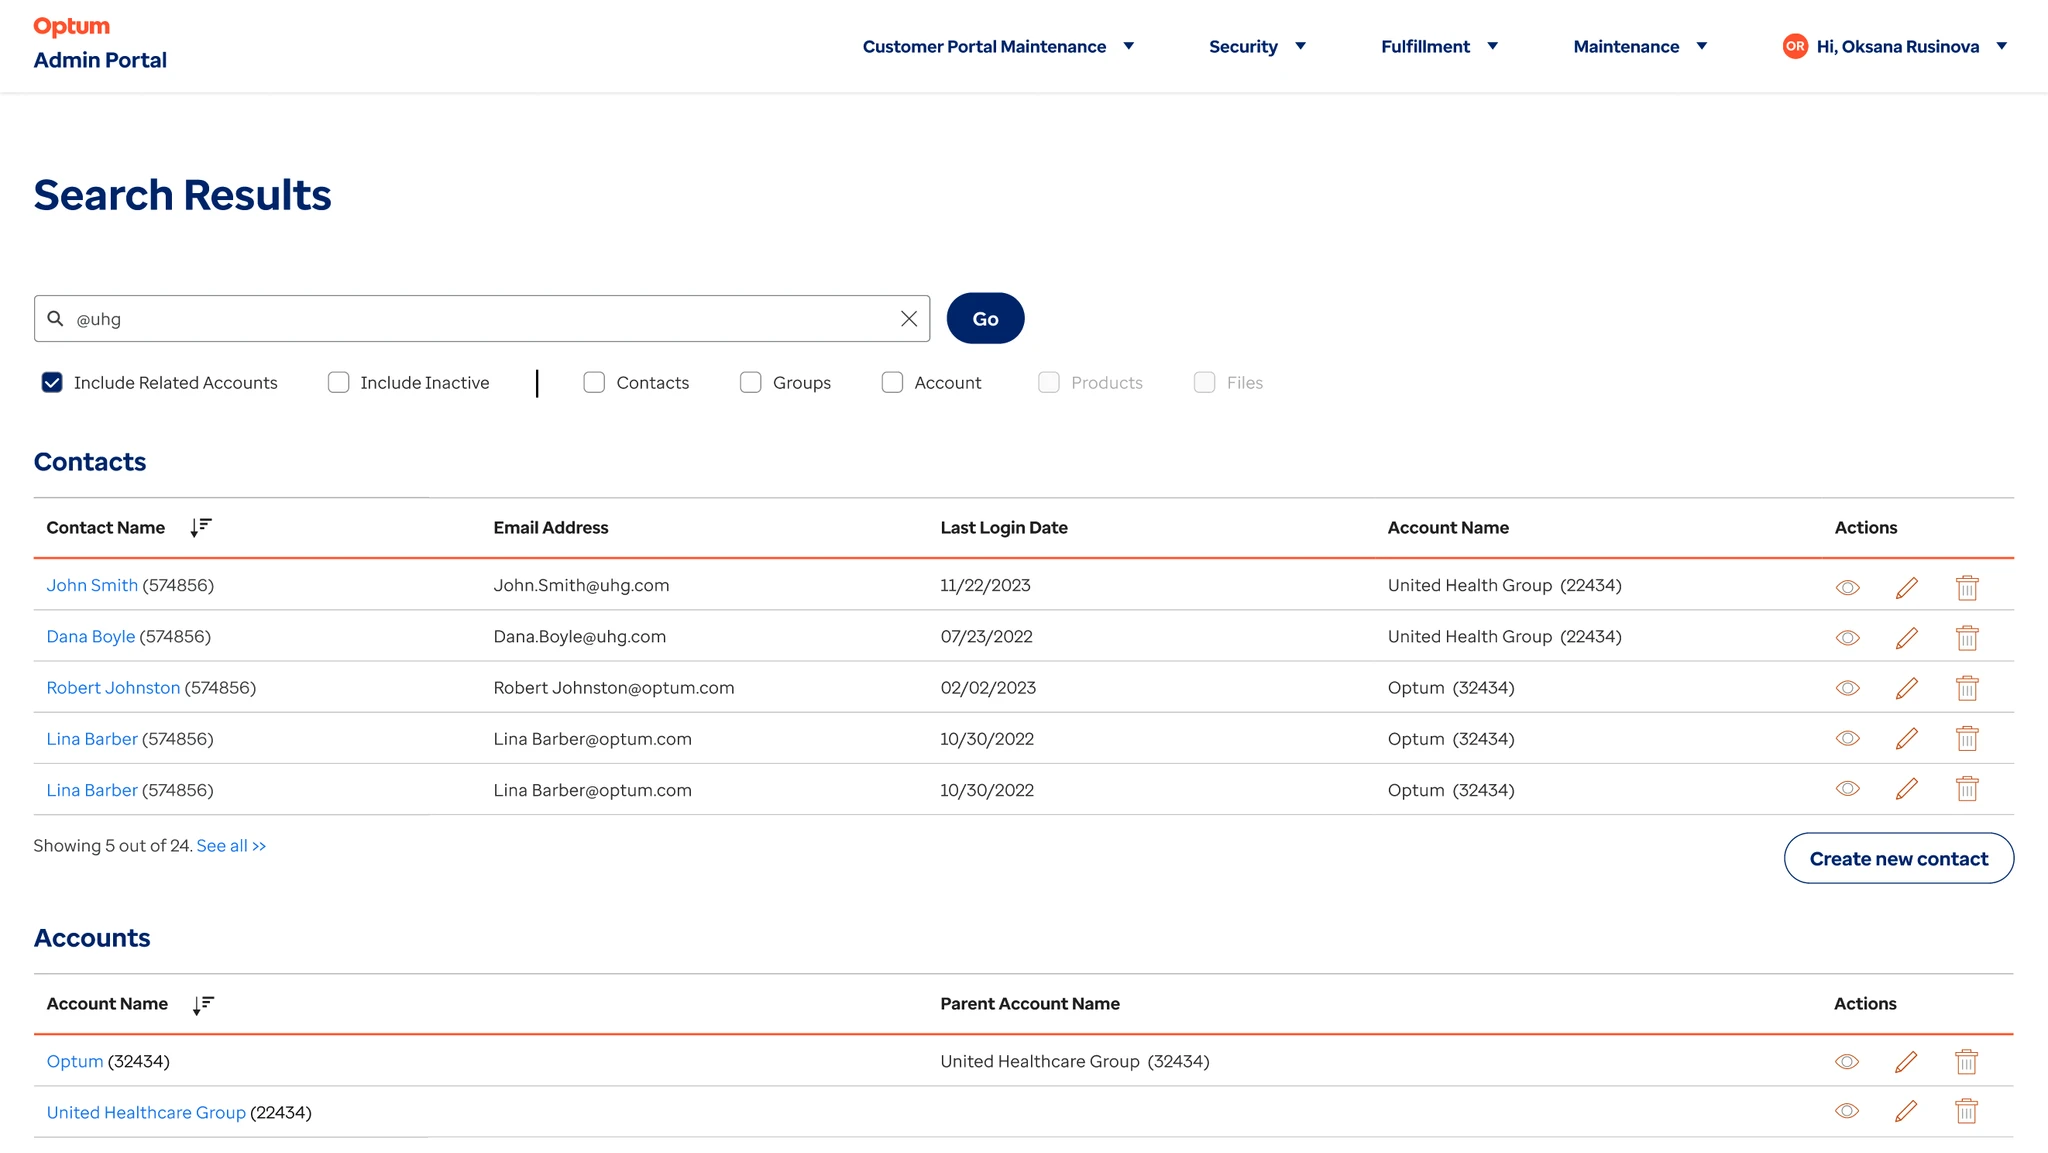 Optum
Admin Portal
Customer Portal Maintenance
Security
Fulfillment
Maintenance
OR
Hi, Oksana Rusinova
Search Results
@uhg
Go
Include Related Accounts
Include Inactive
Contacts
Groups
Account
Products
Files
Contacts
Contact Name Email Address Last Login Date Account Name Actions
John Smith (574856) John.Smith@uhg.com 11/22/2023 United Health Group (22434)
Dana Boyle (574856) Dana.Boyle@uhg.com 07/23/2022 United Health Group (22434)
Robert Johnston (574856) Robert Johnston@optum.com 02/02/2023 Optum (32434)
Lina Barber (574856) Lina Barber@optum.com 10/30/2022 Optum (32434)
Lina Barber (574856) Lina Barber@optum.com 10/30/2022 Optum (32434)
Showing 5 out of 24. See all >>
Create new contact
Accounts
Account Name Parent Account Name Actions
Optum (32434) United Healthcare Group (32434)
United Healthcare Group (22434)